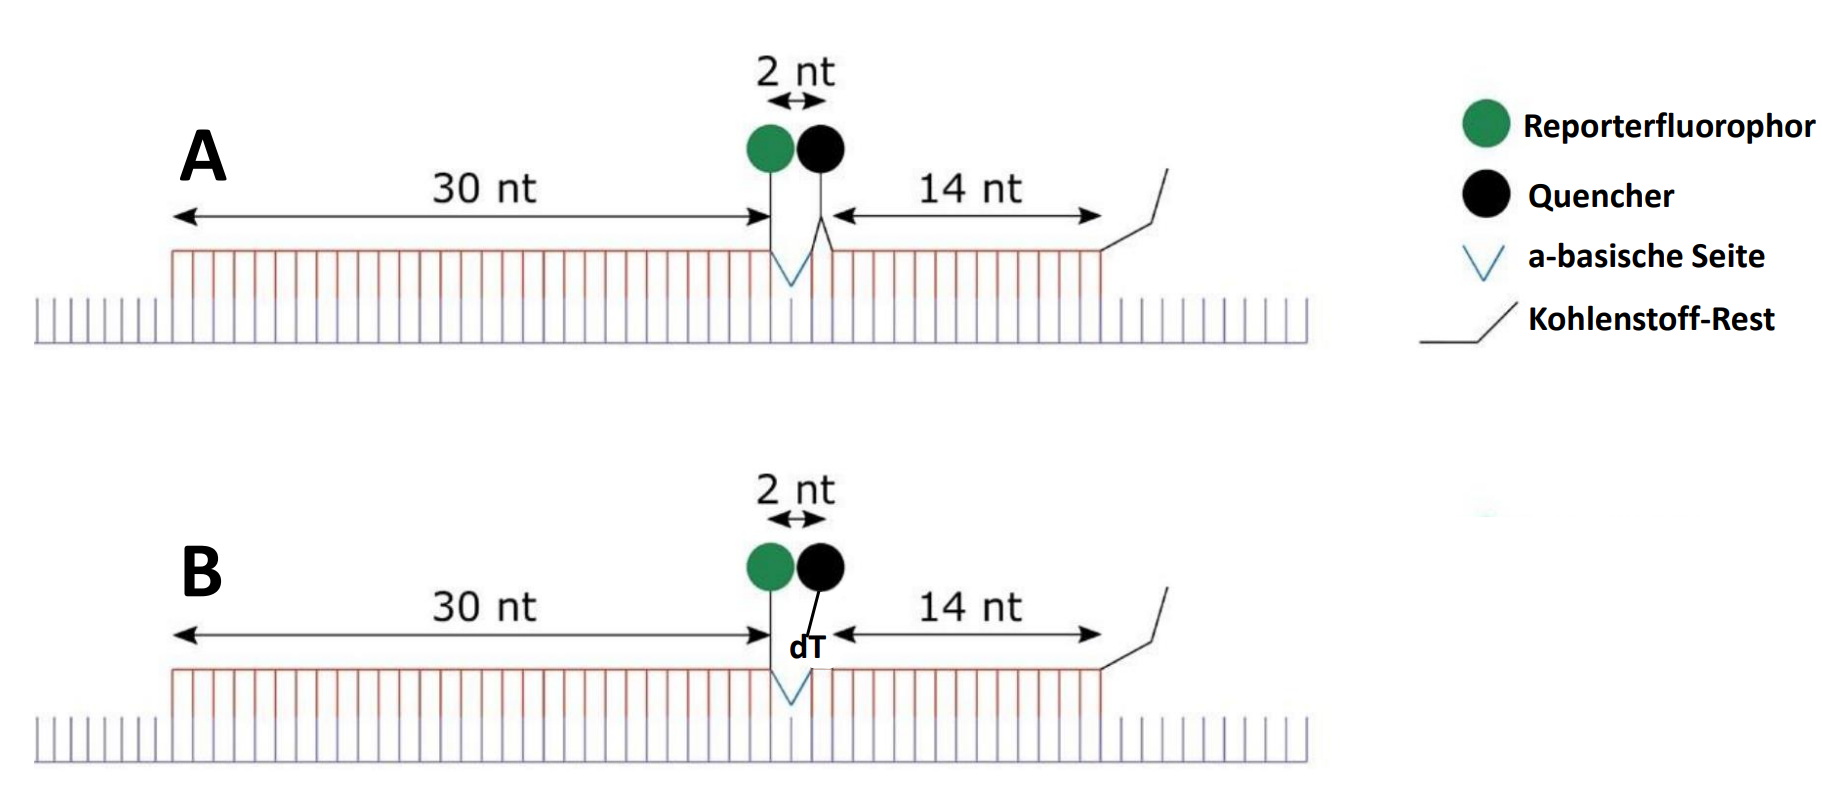 A
2 nt
30 nt
14 nt
Reporterfluorophor
Quencher
a-basische Seite
Kohlenstoff-Rest
B
2 nt
30 nt
14 nt
dT